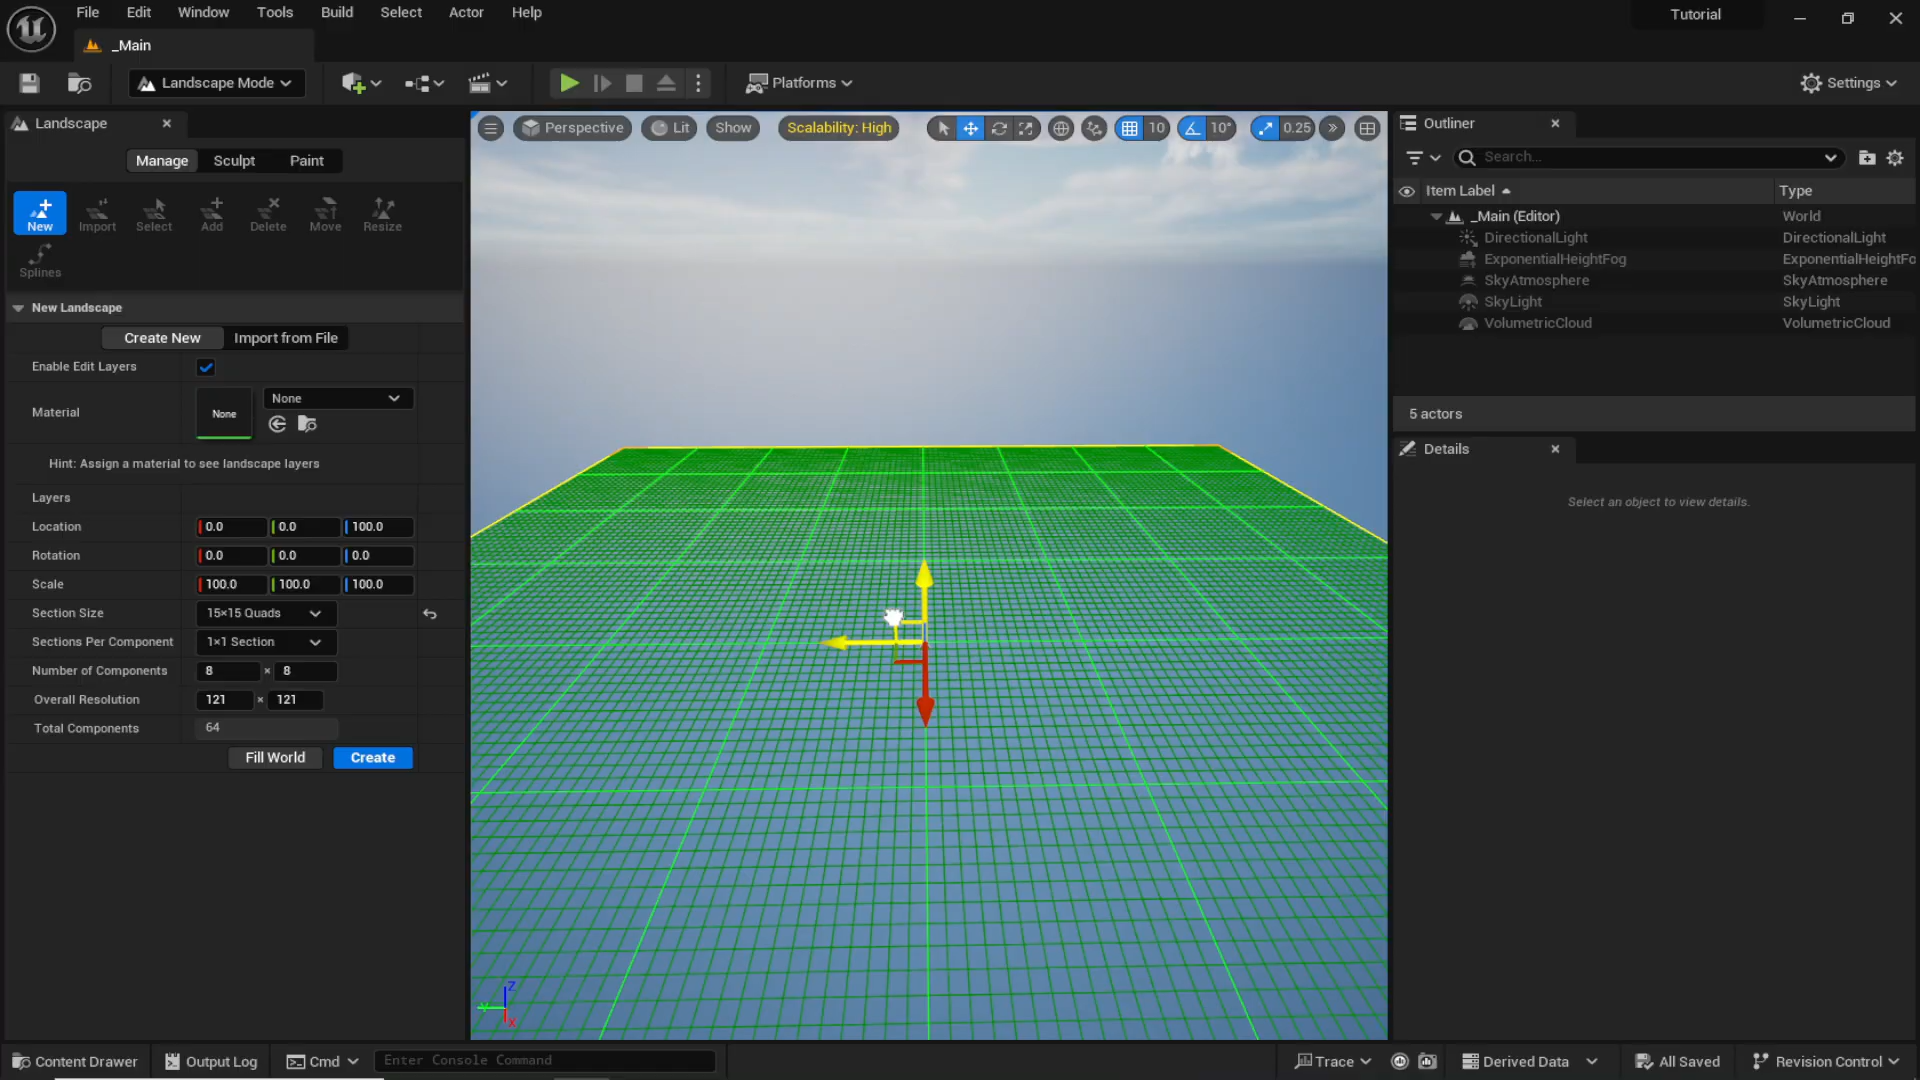 File Edit Window Tools Build Select Actor Help Tutorial
_Main
Landscape Mode Platforms Settings
Landscape
Manage Sculpt Paint
New Import Select Add Delete Move Resize
Splines
New Landscape
Create New Import from File
Enable Edit Layers
Material None None
Hint: Assign a material to see landscape layers
Layers
Location 0.0 0.0 100.0
Rotation 0.0 0.0 0.0
Scale 100.0 100.0 100.0
Section Size 15×15 Quads
Sections Per Component 1×1 Section
Number of Components 8 × 8
Overall Resolution 121 × 121
Total Components 64
Fill World Create
Perspective Lit Show Scalability: High 10 10° 0.25
Z
Y
X
Outliner
Search...
Item Label Type
_Main (Editor) World
DirectionalLight DirectionalLight
ExponentialHeightFog ExponentialHeightFo
SkyAtmosphere SkyAtmosphere
SkyLight SkyLight
VolumetricCloud VolumetricCloud
5 actors
Details
Select an object to view details.
Content Drawer Output Log Cmd Enter Console Command Trace Derived Data All Saved Revision Control